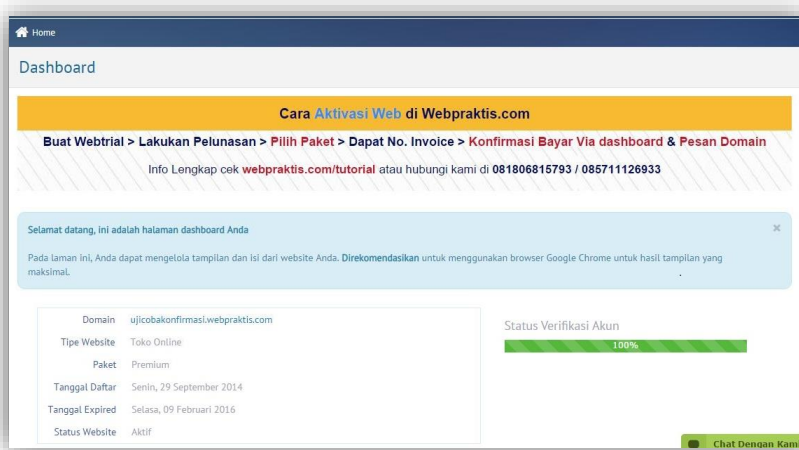 Home
Dashboard
Cara Aktivasi Web di Webpraktis.com
Buat Webtrial > Lakukan Pelunasan > Pilih Paket > Dapat No. Invoice > Konfirmasi Bayar Via dashboard & Pesan Domain
Info Lengkap cek webpraktis.com/tutorial atau hubungi kami di 081806815793 / 085711126933
Selamat datang, ini adalah halaman dashboard Anda
Pada laman ini, Anda dapat mengelola tampilan dan isi dari website Anda. Direkomendasikan untuk menggunakan browser Google Chrome untuk hasil tampilan yang
maksimal.
Domain ujicobakonfirmasi.webpraktis.com
Tipe Website Toko Online
Paket Premium
Tanggal Daftar Senin, 29 September 2014
Tanggal Expired Selasa, 09 Februari 2016
Status Website Aktif
Status Verifikasi Akun
100%
Chat Dengan Kami